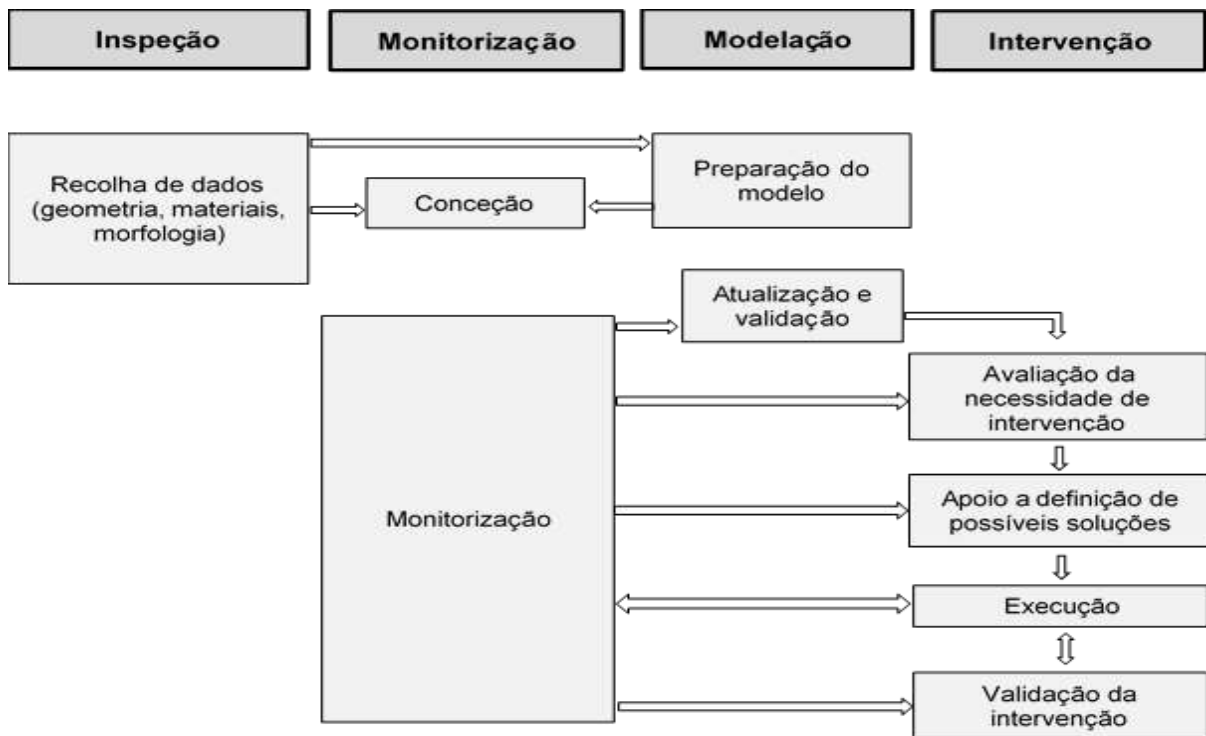 Inspeção
Monitorização
Modelação
Intervenção
Recolha de dados
(geometria, materiais,
morfologia)
Conceção
Preparação do
modelo
Atualização e
validação
Monitorização
Avaliação da
necessidade de
intervenção
Apoio a definição de
possíveis soluções
Execução
Validação da
intervenção